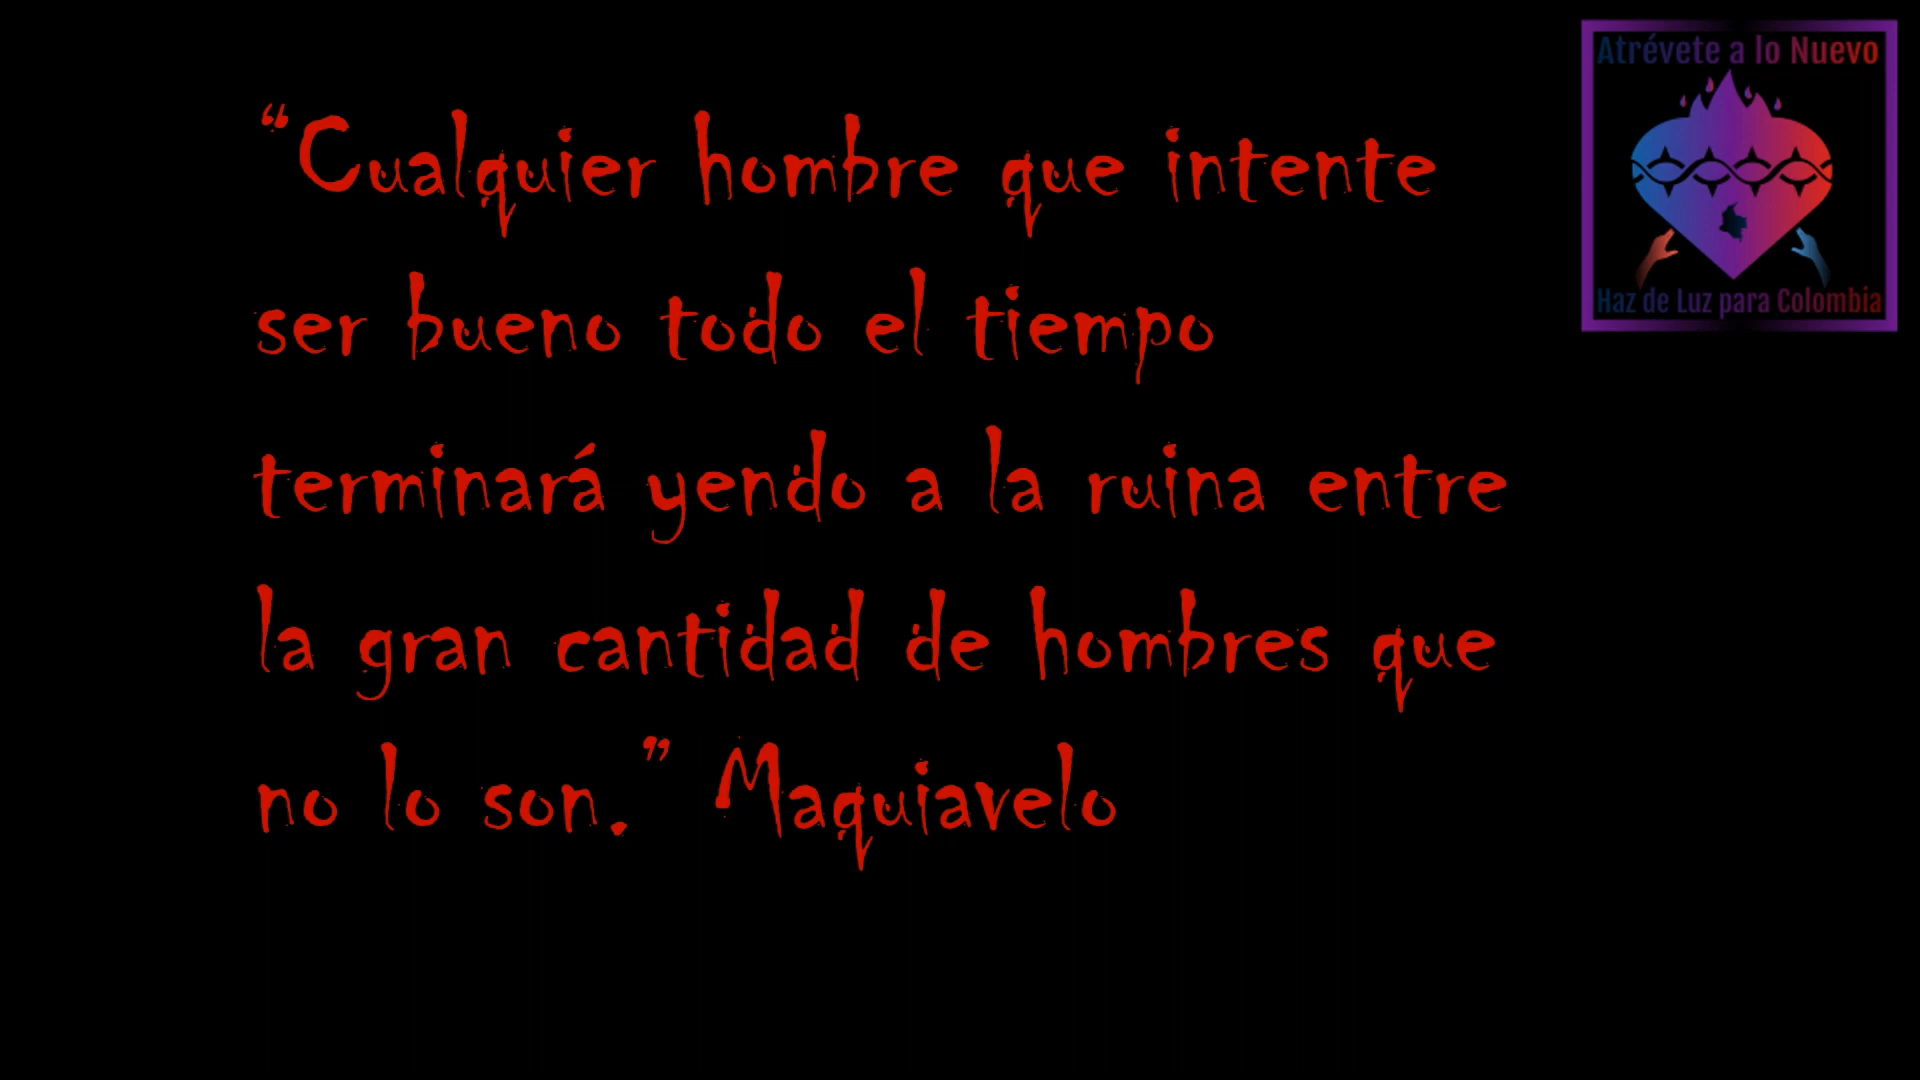 “Cualquier hombre que intente
ser bueno todo el tiempo
terminará yendo a la ruina entre
la gran cantidad de hombres que
no lo son.” Maquiavelo
Atrévete a lo Nuevo
Haz de Luz para Colombia